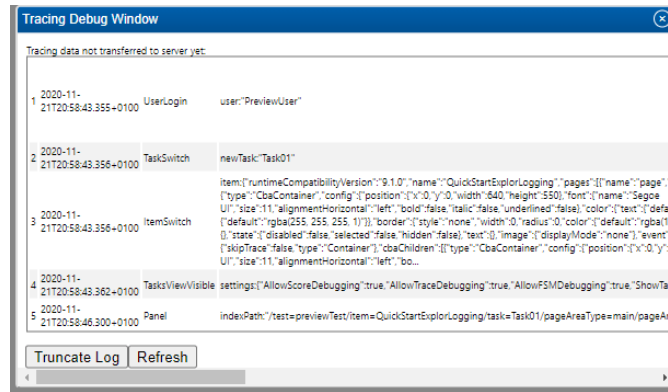 Tracing Debug Window
Tracing data not transferred to server yet:
1 2020-11-21T20:58:43.355+0100 UserLogin user:"PreviewUser"
2 2020-11-21T20:58:43.356+0100 TaskSwitch newTask:"Task01"
item:{"runtimeCompatibilityVersion":"9.1.0","name":"QuickStartExplorLogging","pages":[{"name":"page",
{"type":"CbaContainer","config":{"position":{"x":0,"y":0,"width":640,"height":550},"font":{"name":"Segoe
UI","size":11,"alignmentHorizontal":"left","bold":false,"italic":false,"underlined":false},"color":{"text":{"defa
3 2020-11-21T20:58:43.356+0100 ItemSwitch {"default":"rgba(255, 255, 255, 1)"}},"border":{"style":"none","width":0,"radius":0,"color":{"default":"rgba(1
{},"state":{"disabled":false,"selected":false,"hidden":false},"text":{},"image":{"displayMode":"none"},"event
{"skipTrace":false,"type":"Container"},"cbaChildren":[{"type":"CbaContainer","config":{"position":{"x":0,"y":
UI","size":11,"alignmentHorizontal":"left","bo...
4 2020-11-21T20:58:43.362+0100 TasksViewVisible settings:{"AllowScoreDebugging":true,"AllowTraceDebugging":true,"AllowFSMDebugging":true,"ShowTa
5 2020-11-21T20:58:46.300+0100 Panel indexPath:"/test=previewTest/item=QuickStartExplorLogging/task=Task01/pageAreaType=main/pageAr
Truncate Log Refresh